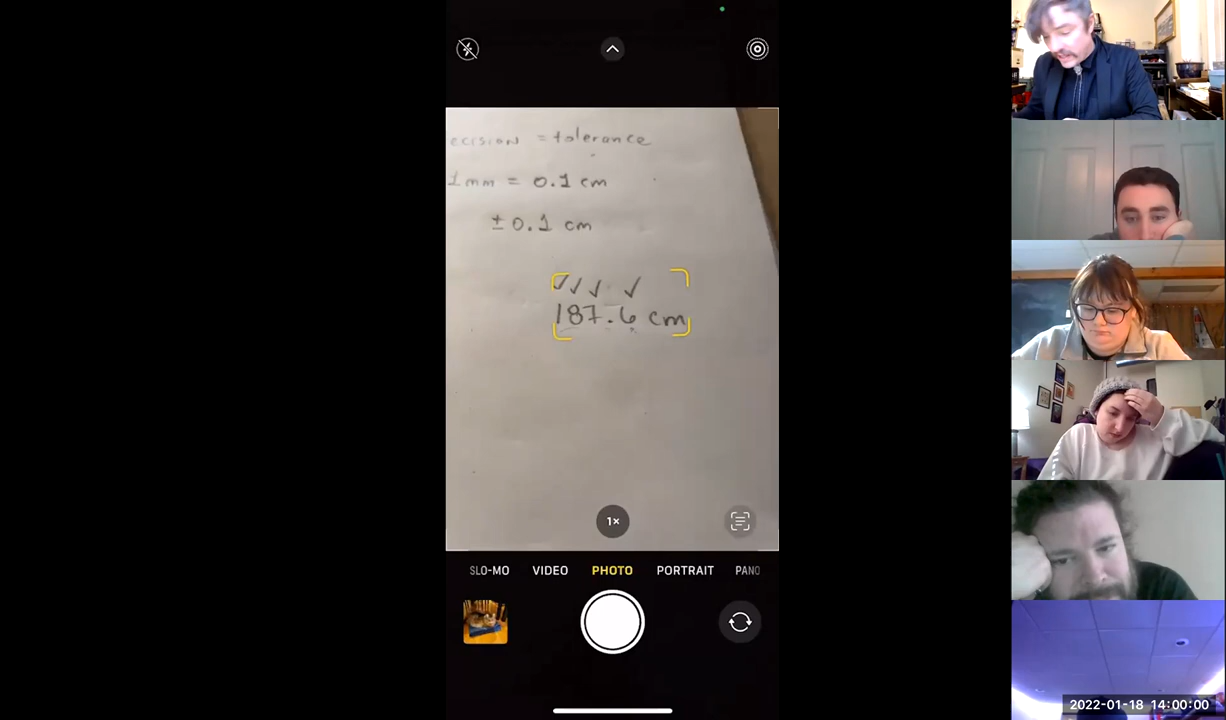 ecision = tolerance
1mm = 0.1 cm
± 0.1 cm
187.6 cm
1×
SLO-MO
VIDEO
PHOTO
PORTRAIT
PANO
2022-01-18 14:00:00